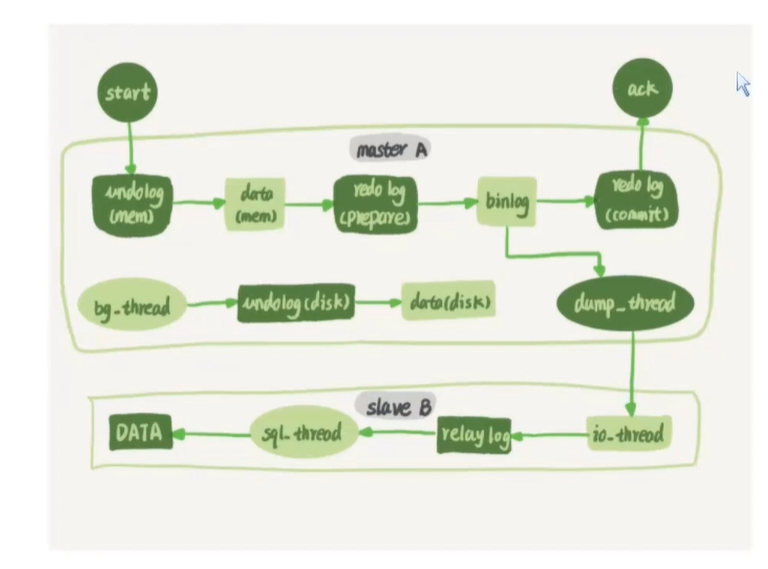 start
ack
master A
undolog
(mem)
data
(mem)
redo log
(prepare)
binlog
redo log
(commit)
bg_thread
undolog(disk)
data(disk)
dump_thread
slave B
DATA
sql_thread
relay log
io_thread